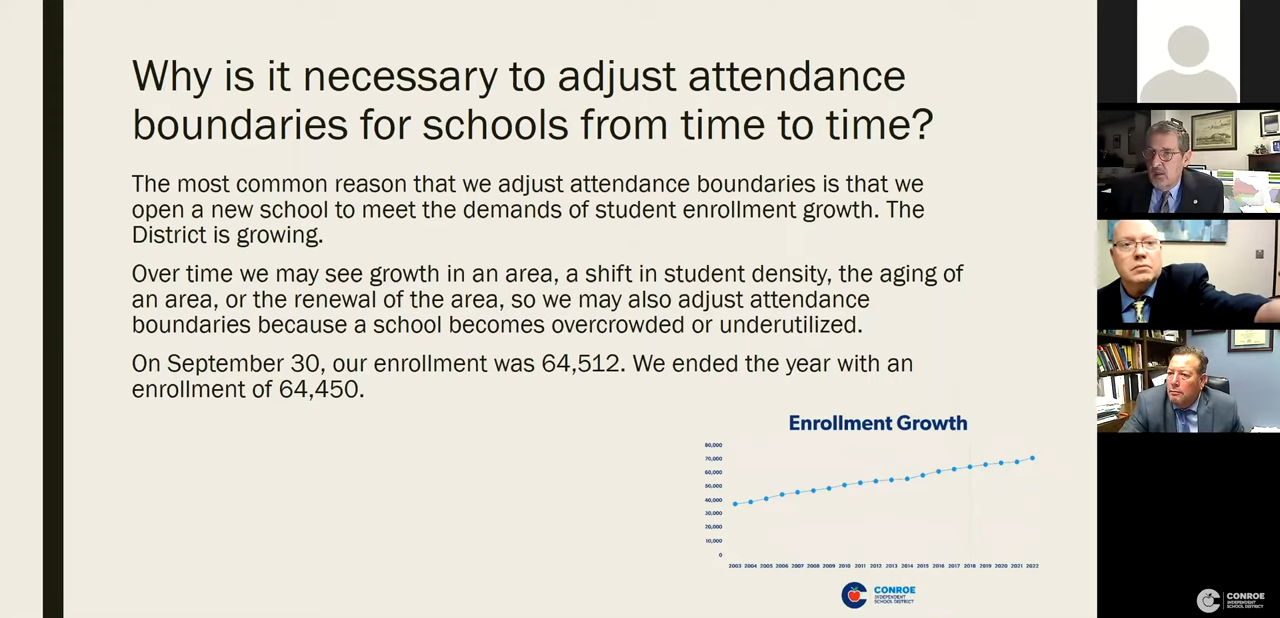 Why is it necessary to adjust attendance
boundaries for schools from time to time?
The most common reason that we adjust attendance boundaries is that we
open a new school to meet the demands of student enrollment growth. The
District is growing.
Over time we may see growth in an area, a shift in student density, the aging of
an area, or the renewal of the area, so we may also adjust attendance
boundaries because a school becomes overcrowded or underutilized.
On September 30, our enrollment was 64,512. We ended the year with an
enrollment of 64,450.
Enrollment Growth
80,000
70,000
60,000
50,000
40,000
30,000
20,000
10,000
0
2003 2004 2005 2006 2007 2008 2009 2010 2011 2012 2013 2014 2015 2016 2017 2018 2019 2020 2021 2022
CONROE
INDEPENDENT
SCHOOL DISTRICT
CONROE
INDEPENDENT
SCHOOL DISTRICT